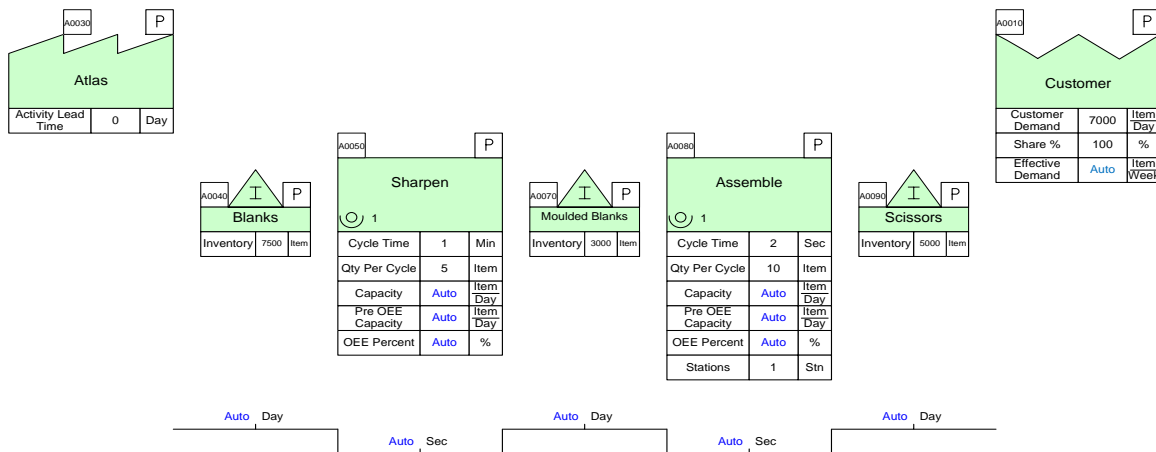 A0030 P
Atlas
Activity Lead Time 0 Day
A0010 P
Customer
Customer Demand 7000 Item Day
Share % 100 %
Effective Demand Auto Item Week
A0040 I P
Blanks
Inventory 7500 Item
A0050 P
Sharpen
1
Cycle Time 1 Min
Qty Per Cycle 5 Item
Capacity Auto Item Day
Pre OEE Capacity Auto Item Day
OEE Percent Auto %
A0070 I P
Moulded Blanks
Inventory 3000 Item
A0080 P
Assemble
1
Cycle Time 2 Sec
Qty Per Cycle 10 Item
Capacity Auto Item Day
Pre OEE Capacity Auto Item Day
OEE Percent Auto %
Stations 1 Stn
A0090 I P
Scissors
Inventory 5000 Item
Auto Day
Auto Sec
Auto Day
Auto Sec
Auto Day